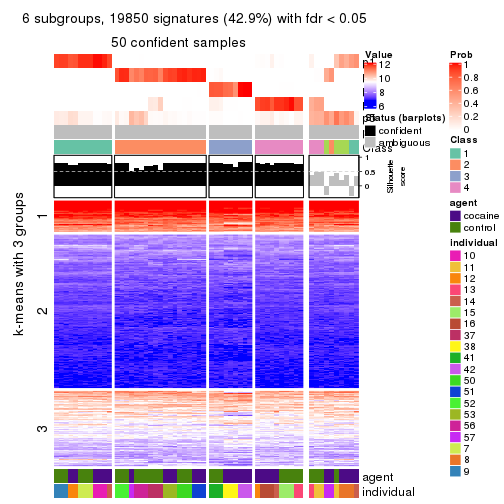 6 subgroups, 19850 signatures (42.9%) with fdr < 0.05
50 confident samples
k-means with 3 groups
1
2
3
Value
12
10
8
6
Status (barplots)
confident
ambiguous
Class
1
0.5
0
Silhouette
score
agent
individual
Prob
1
0.8
0.6
0.4
0.2
0
Class
1
2
3
4
agent
cocaine
control
individual
10
11
12
13
14
15
16
37
38
41
42
50
51
52
53
56
57
7
8
9